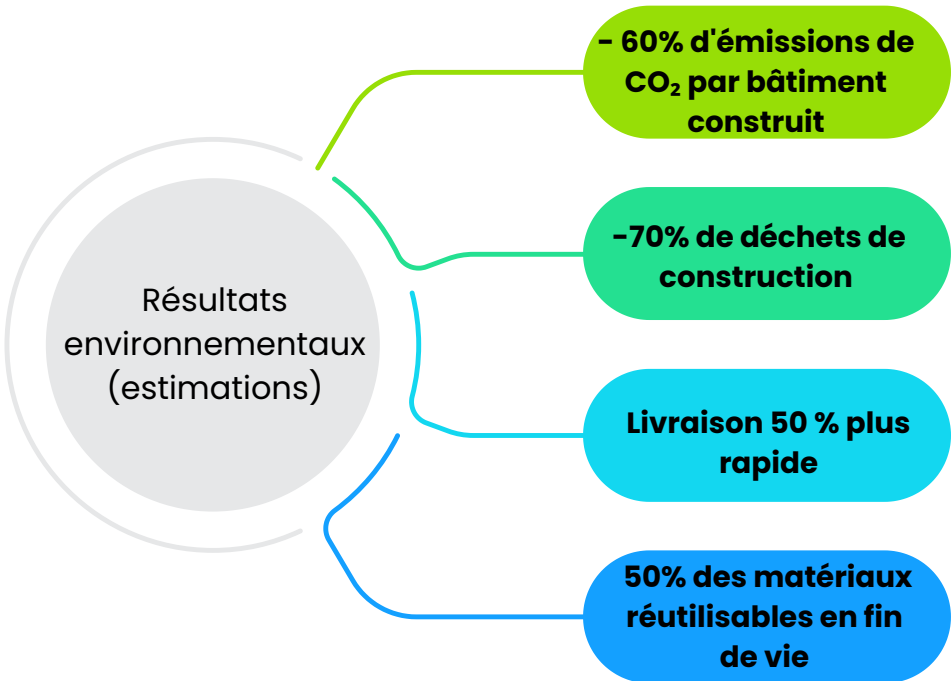 Résultats
environnementaux
(estimations)
- 60% d'émissions de
CO₂ par bâtiment
construit
-70% de déchets de
construction
Livraison 50 % plus
rapide
50% des matériaux
réutilisables en fin
de vie